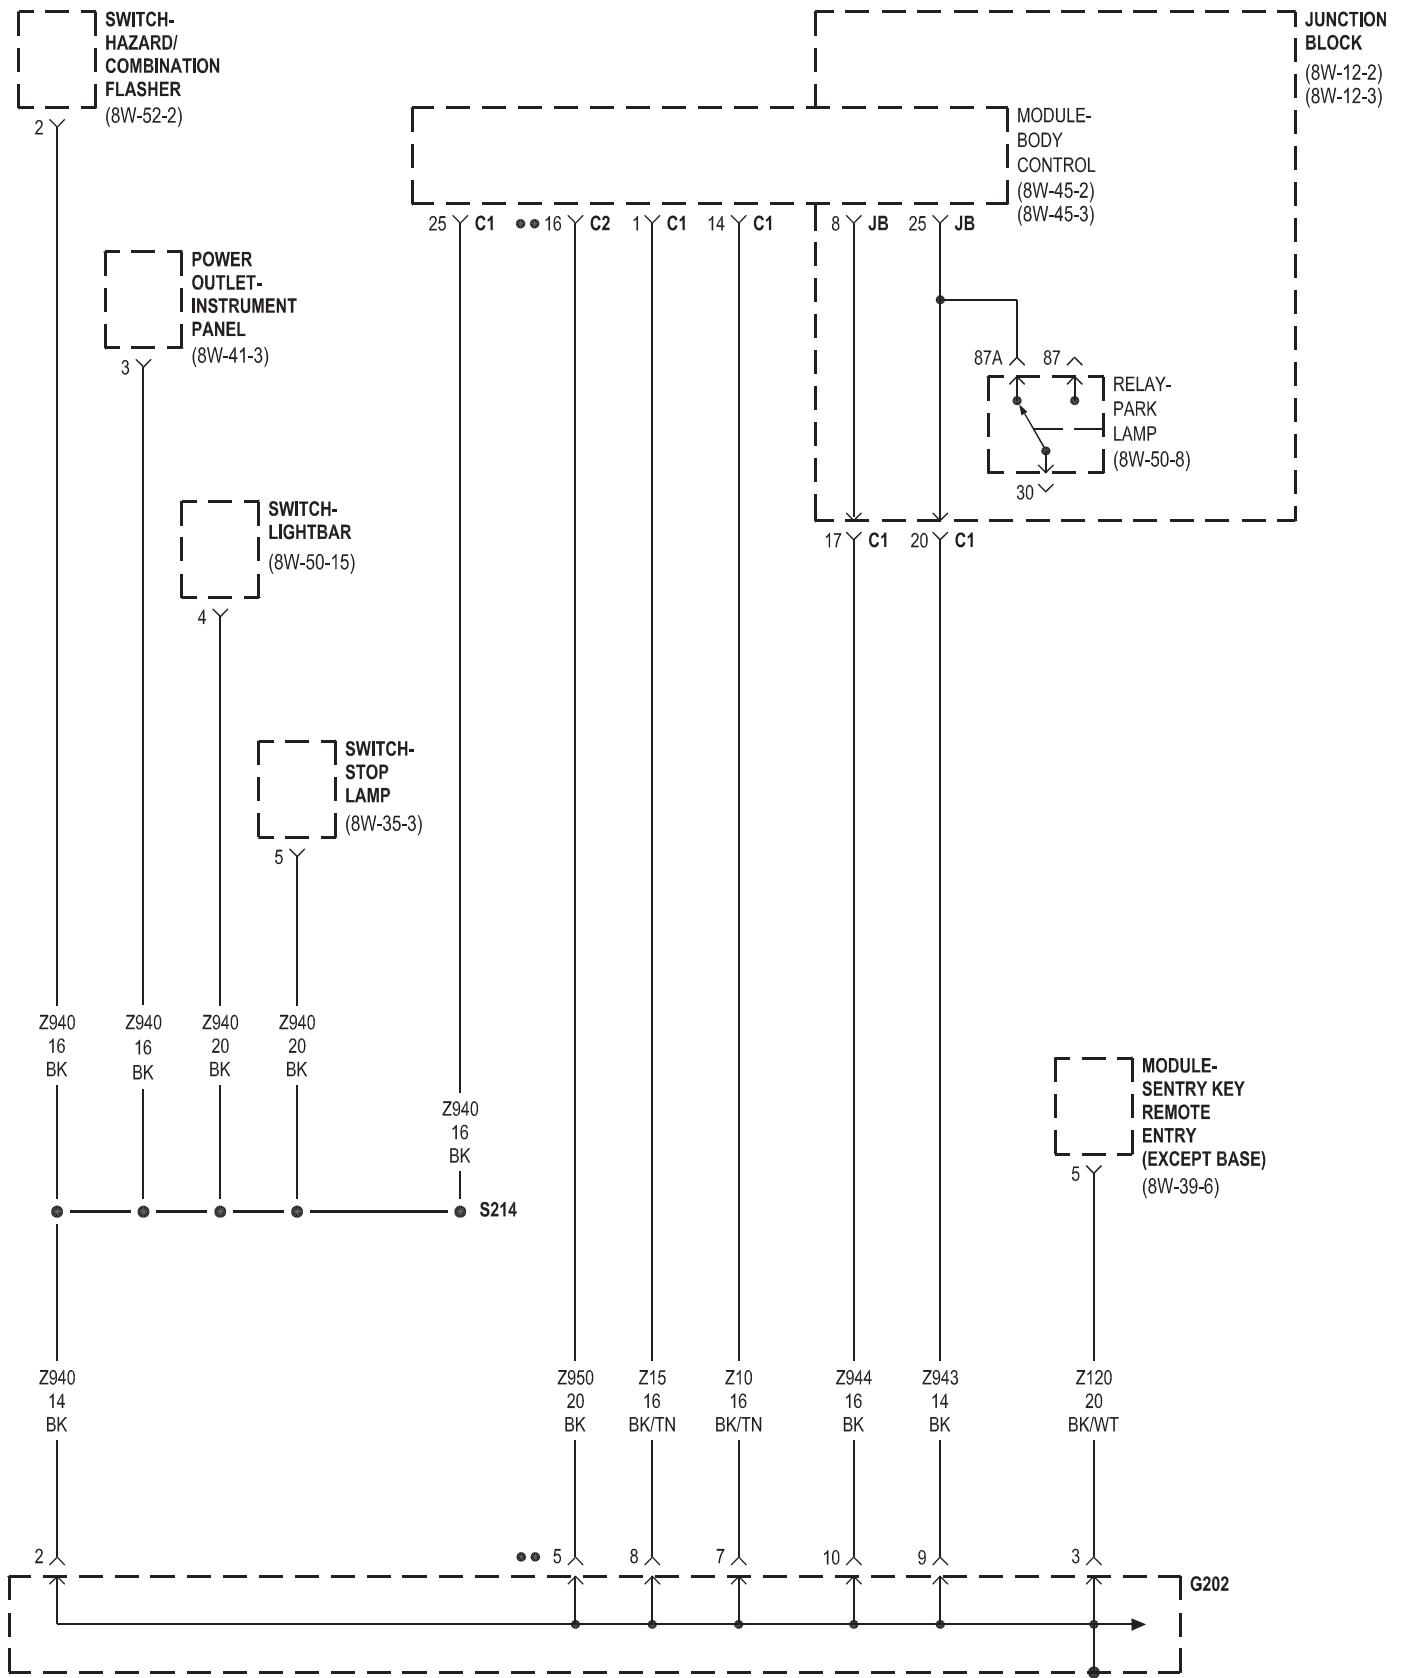 SWITCH-
HAZARD/
COMBINATION
FLASHER
(8W-52-2)
2
JUNCTION
BLOCK
(8W-12-2)
(8W-12-3)
MODULE-
BODY
CONTROL
(8W-45-2)
(8W-45-3)
25 C1 16 C2 1 C1 14 C1 8 JB 25 JB
POWER
OUTLET-
INSTRUMENT
PANEL
(8W-41-3)
3
87A 87
RELAY-
PARK
LAMP
(8W-50-8)
30
SWITCH-
LIGHTBAR
(8W-50-15)
4
17 C1 20 C1
SWITCH-
STOP
LAMP
(8W-35-3)
5
Z940 Z940 Z940 Z940
16 16 20 20
BK BK BK BK
Z940
16
BK
MODULE-
SENTRY KEY
REMOTE
ENTRY
(EXCEPT BASE)
(8W-39-6)
5
S214
Z940 Z950 Z15 Z10 Z944 Z943 Z120
14 20 16 16 16 14 20
BK BK BK/TN BK/TN BK BK BK/WT
2 5 8 7 10 9 3
G202